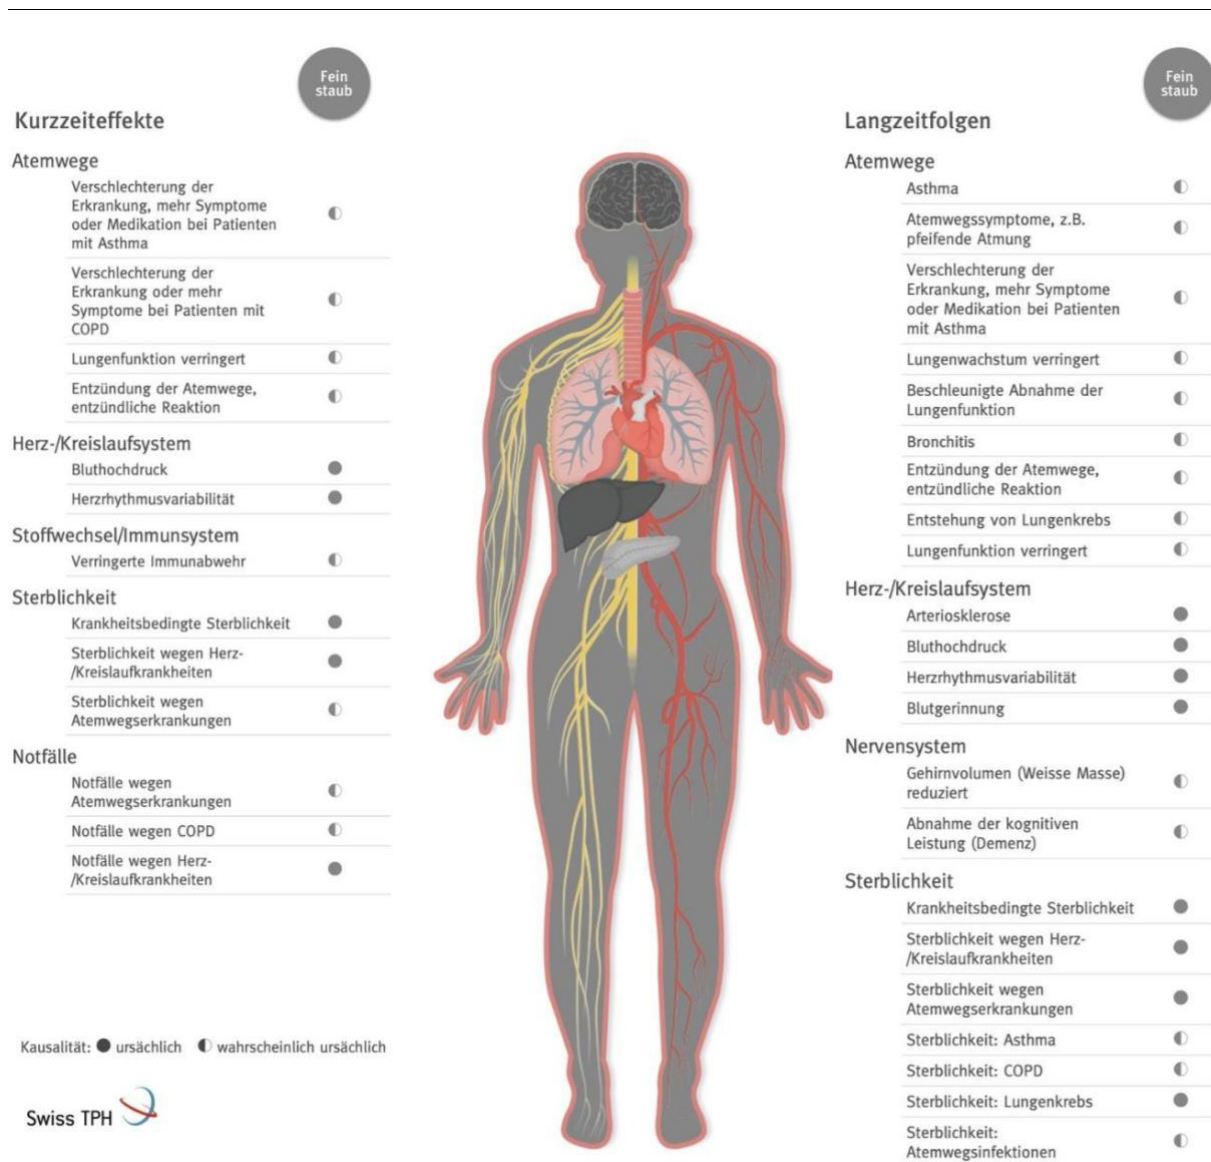 Fein
staub
Kurzzeiteffekte
Atemwege
Verschlechterung der
Erkrankung, mehr Symptome
oder Medikation bei Patienten
mit Asthma
Verschlechterung der
Erkrankung oder mehr
Symptome bei Patienten mit
COPD
Lungenfunktion verringert
Entzündung der Atemwege,
entzündliche Reaktion
Herz-/Kreislaufsystem
Bluthochdruck
Herzrhythmusvariabilität
Stoffwechsel/Immunsystem
Verringerte Immunabwehr
Sterblichkeit
Krankheitsbedingte Sterblichkeit
Sterblichkeit wegen Herz-
/Kreislaufkrankheiten
Sterblichkeit wegen
Atemwegserkrankungen
Notfälle
Notfälle wegen
Atemwegserkrankungen
Notfälle wegen COPD
Notfälle wegen Herz-
/Kreislaufkrankheiten
Kausalität: ● ursächlich ◐ wahrscheinlich ursächlich
Swiss TPH
Fein
staub
Langzeitfolgen
Atemwege
Asthma
Atemwegssymptome, z.B.
pfeifende Atmung
Verschlechterung der
Erkrankung, mehr Symptome
oder Medikation bei Patienten
mit Asthma
Lungenwachstum verringert
Beschleunigte Abnahme der
Lungenfunktion
Bronchitis
Entzündung der Atemwege,
entzündliche Reaktion
Entstehung von Lungenkrebs
Lungenfunktion verringert
Herz-/Kreislaufsystem
Arteriosklerose
Bluthochdruck
Herzrhythmusvariabilität
Blutgerinnung
Nervensystem
Gehirnvolumen (Weisse Masse)
reduziert
Abnahme der kognitiven
Leistung (Demenz)
Sterblichkeit
Krankheitsbedingte Sterblichkeit
Sterblichkeit wegen Herz-
/Kreislaufkrankheiten
Sterblichkeit wegen
Atemwegserkrankungen
Sterblichkeit: Asthma
Sterblichkeit: COPD
Sterblichkeit: Lungenkrebs
Sterblichkeit:
Atemwegsinfektionen